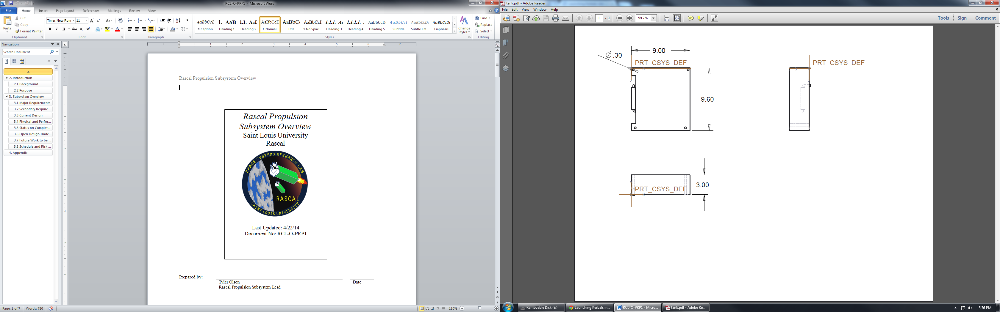 RCL-O-PRP1 - Microsoft Word
File Home Insert Page Layout References Mailings Review View
Paste
Cut
Copy
Format Painter
Clipboard
Times New Rom 11
Font
Paragraph
AaBbCcD 1. AaB 1.1. AaB AaBbCcI AaBbCc AaBbCcI 1.1.1. Ac 1.1.1.1. AaBbCcD AaBbCcI AaBbCcDc AaBbCcDc
¶ Caption Heading 1 Heading 2 ¶ Normal Title ¶ No Spaci... Heading 3 Heading 4 Heading 5 Subtitle Subtle Em... Emphasis
Styles
Change Styles
Find
Replace
Select
Editing
Navigation
Search Document
2. Introduction
2.1 Background
2.2 Purpose
3. Subsystem Overview
3.1 Major Requirements
3.2 Secondary Require...
3.3 Current Design
3.4 Physical and Perfor...
3.5 Status on Complet...
3.6 Open Design Trade...
3.7 Future Work to be ...
3.8 Schedule and Risk ...
4. Appendix
Rascal Propulsion Subsystem Overview
Rascal Propulsion
Subsystem Overview
Saint Louis University
Rascal
SPACE SYSTEMS RESEARCH LAB
RASCAL
SAINT LOUIS UNIVERSITY
Last Updated: 4/22/14
Document No: RCL-O-PRP1
Prepared by:
Tyler Olson Date
Rascal Propulsion Subsystem Lead
Page: 1 of 7 Words: 780
110%
tank.pdf - Adobe Reader
File Edit View Window Help
1 / 1 99.7%
Tools Sign Comment
9.00
Ø .30
PRT_CSYS_DEF
PRT_CSYS_DEF
9.60
3.00
PRT_CSYS_DEF
Removable Disk (E:) Launching Kerbals in... RCL-O-PRP1 - Micro... tank.pdf - Adobe Re...
5:36 PM